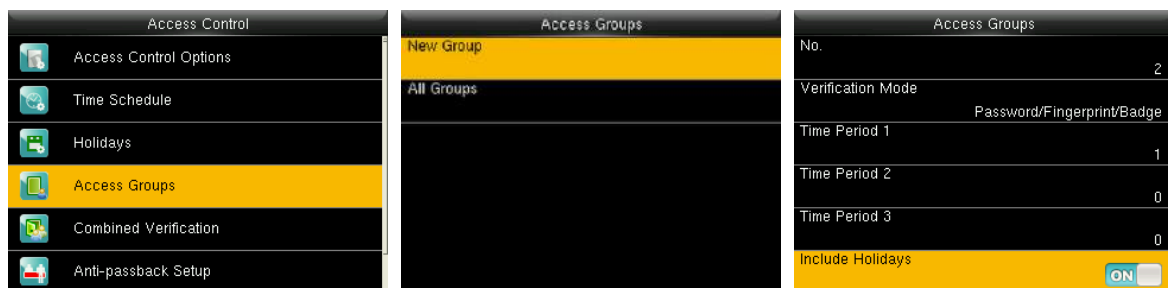 Access Control
Access Control Options
Time Schedule
Holidays
Access Groups
Combined Verification
Anti-passback Setup
Access Groups
New Group
All Groups
Access Groups
No.
2
Verification Mode
Password/Fingerprint/Badge
Time Period 1
1
Time Period 2
0
Time Period 3
0
Include Holidays
ON